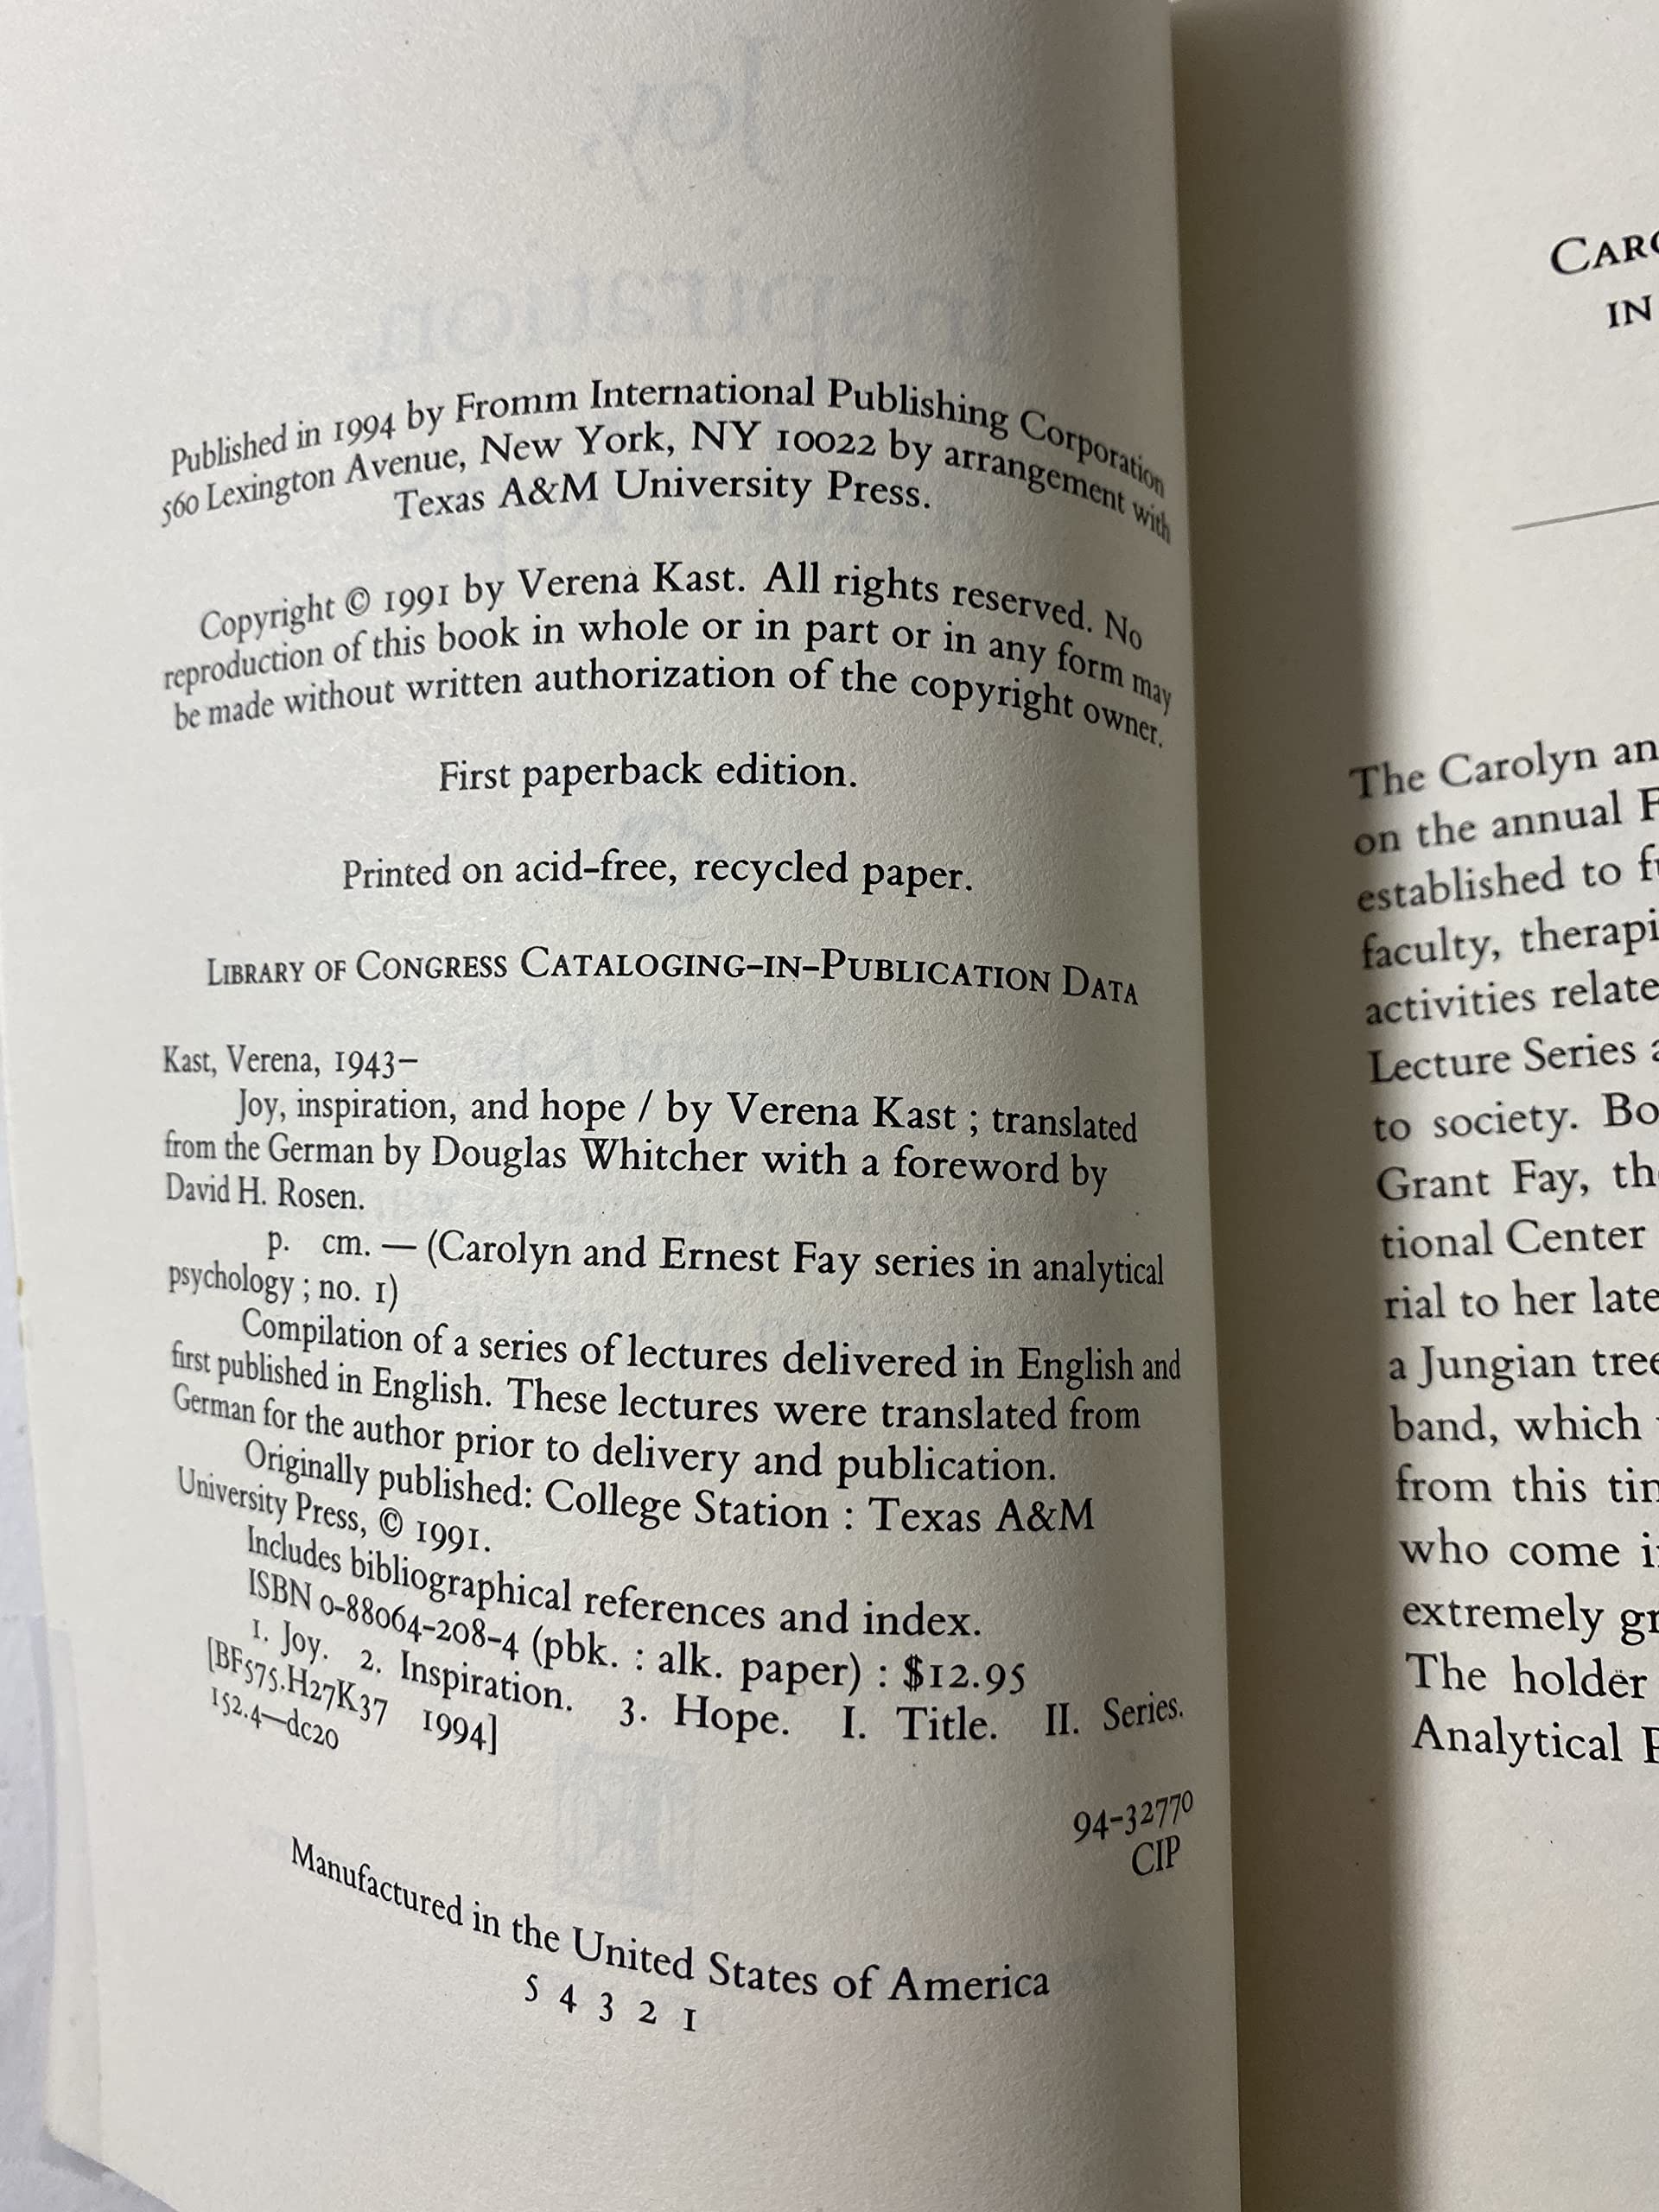 Published in 1994 by Fromm International Publishing Corporation
560 Lexington Avenue, New York, NY 10022 by arrangement with
Texas A&M University Press.
Copyright © 1991 by Verena Kast. All rights reserved. No
reproduction of this book in whole or in part or in any form may
be made without written authorization of the copyright owner.
First paperback edition.
Printed on acid-free, recycled paper.
LIBRARY OF CONGRESS CATALOGING-IN-PUBLICATION DATA
Kast, Verena, 1943–
Joy, inspiration, and hope / by Verena Kast ; translated
from the German by Douglas Whitcher with a foreword by
David H. Rosen.
p. cm. — (Carolyn and Ernest Fay series in analytical
psychology ; no. 1)
Compilation of a series of lectures delivered in English and
first published in English. These lectures were translated from
German for the author prior to delivery and publication.
Originally published: College Station : Texas A&M
University Press, © 1991.
Includes bibliographical references and index.
ISBN 0-88064-208-4 (pbk. : alk. paper) : $12.95
1. Joy. 2. Inspiration. 3. Hope. I. Title. II. Series.
[BF575.H27K37 1994]
152.4—dc20
94-32770
CIP
Manufactured in the United States of America
5 4 3 2 1
IN
The Carolyn
on the annual
established to
faculty,
activities
Lecture Series
to society.
Grant Fay,
tional Center
rial to her late
a Jungian
band, which
from this
who come
extremely
The holder
Analytical